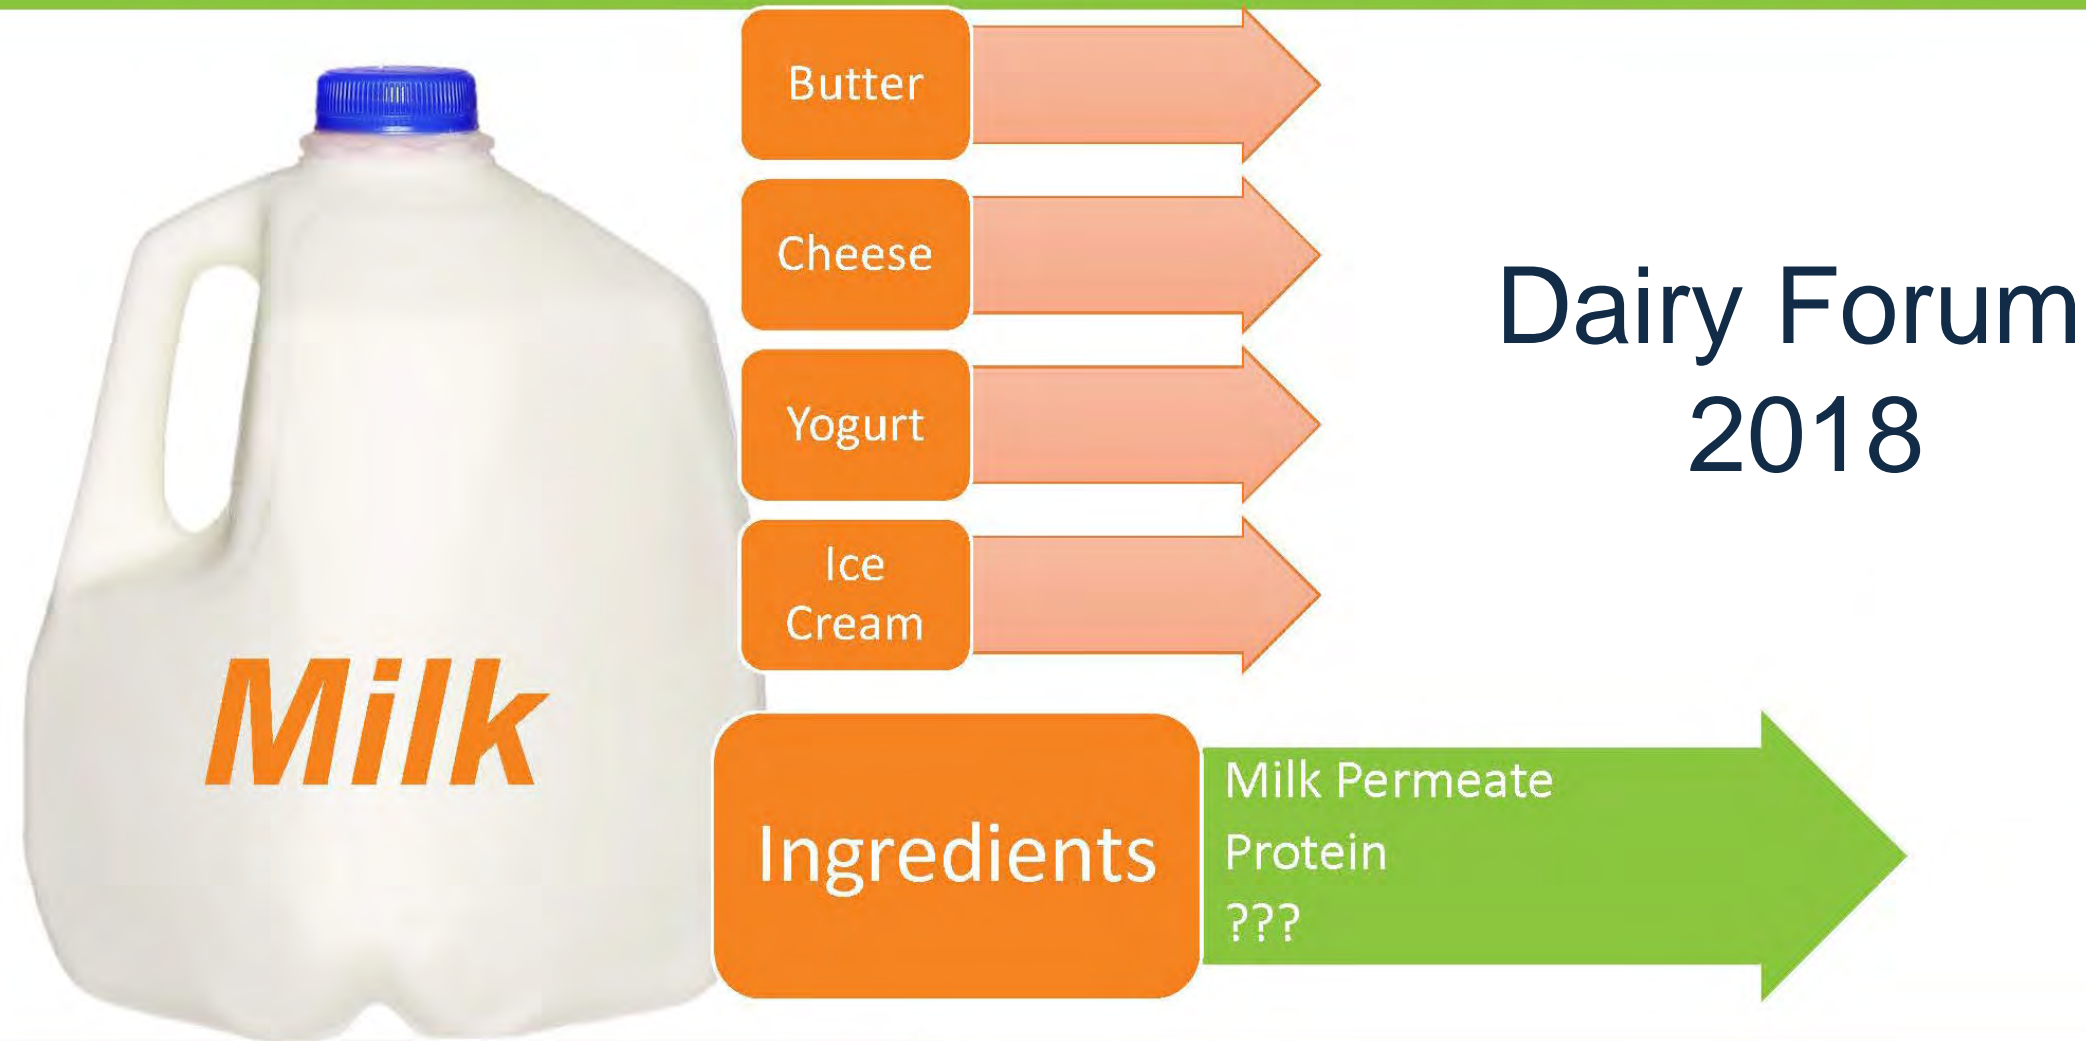 Butter
Cheese
Yogurt
Ice
Cream
Dairy Forum
2018
Milk
Ingredients
Milk Permeate
Protein
???